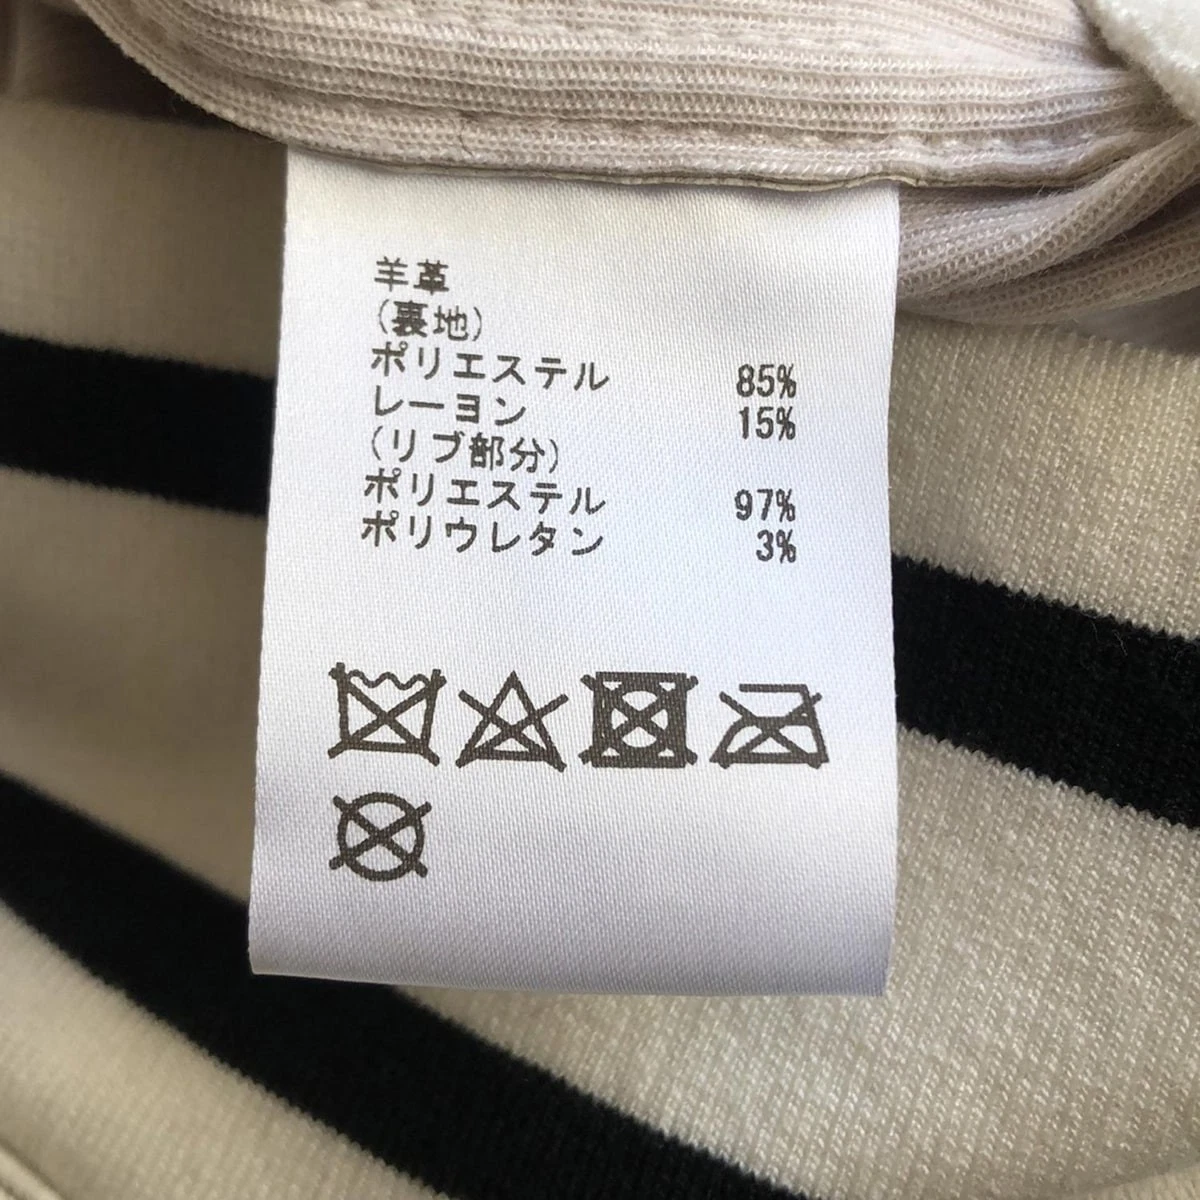 羊革
(裏地)
ポリエステル 85%
レーヨン 15%
(リブ部分)
ポリエステル 97%
ポリウレタン 3%